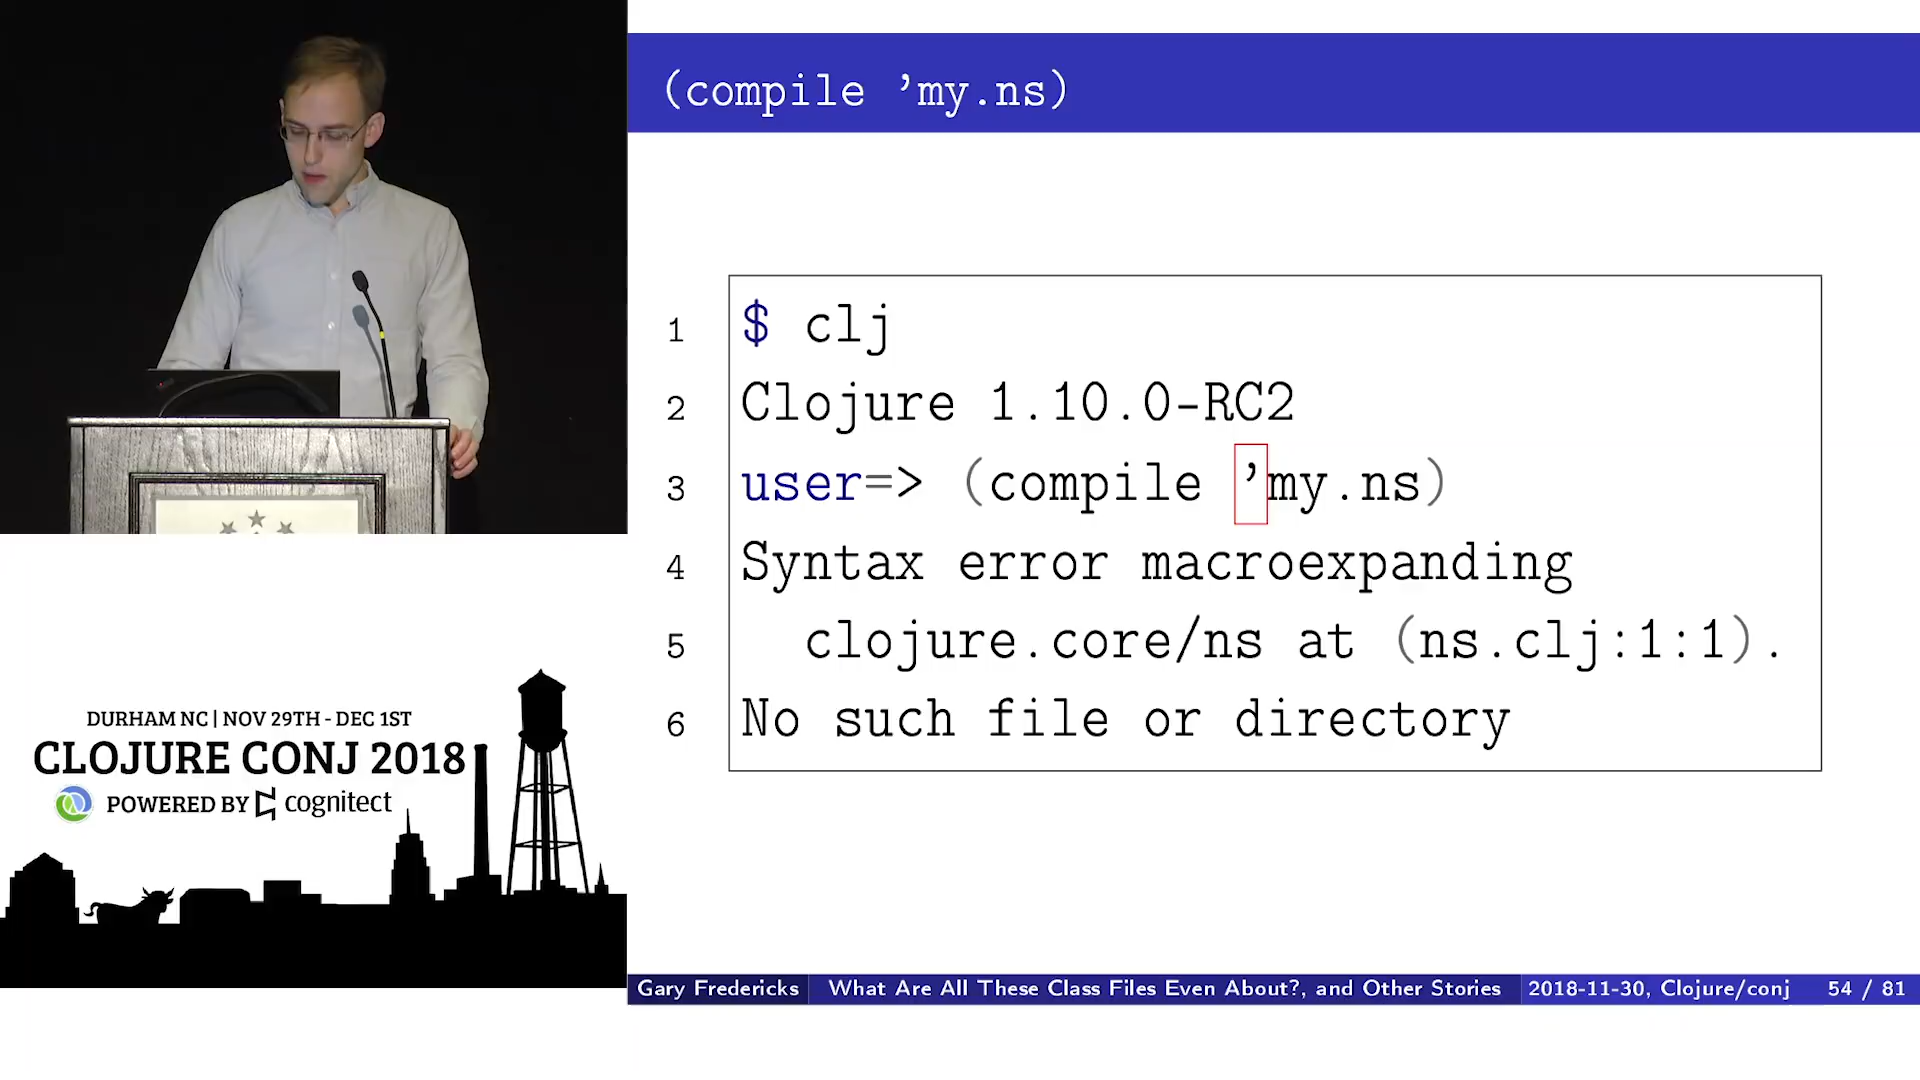 (compile ’my.ns)
1 $ clj
2 Clojure 1.10.0-RC2
3 user=> (compile ’my.ns)
4 Syntax error macroexpanding
5 clojure.core/ns at (ns.clj:1:1).
6 No such file or directory
DURHAM NC | NOV 29TH - DEC 1ST
CLOJURE CONJ 2018
POWERED BY cognitect
Gary Fredericks What Are All These Class Files Even About?, and Other Stories 2018-11-30, Clojure/conj 54 / 81